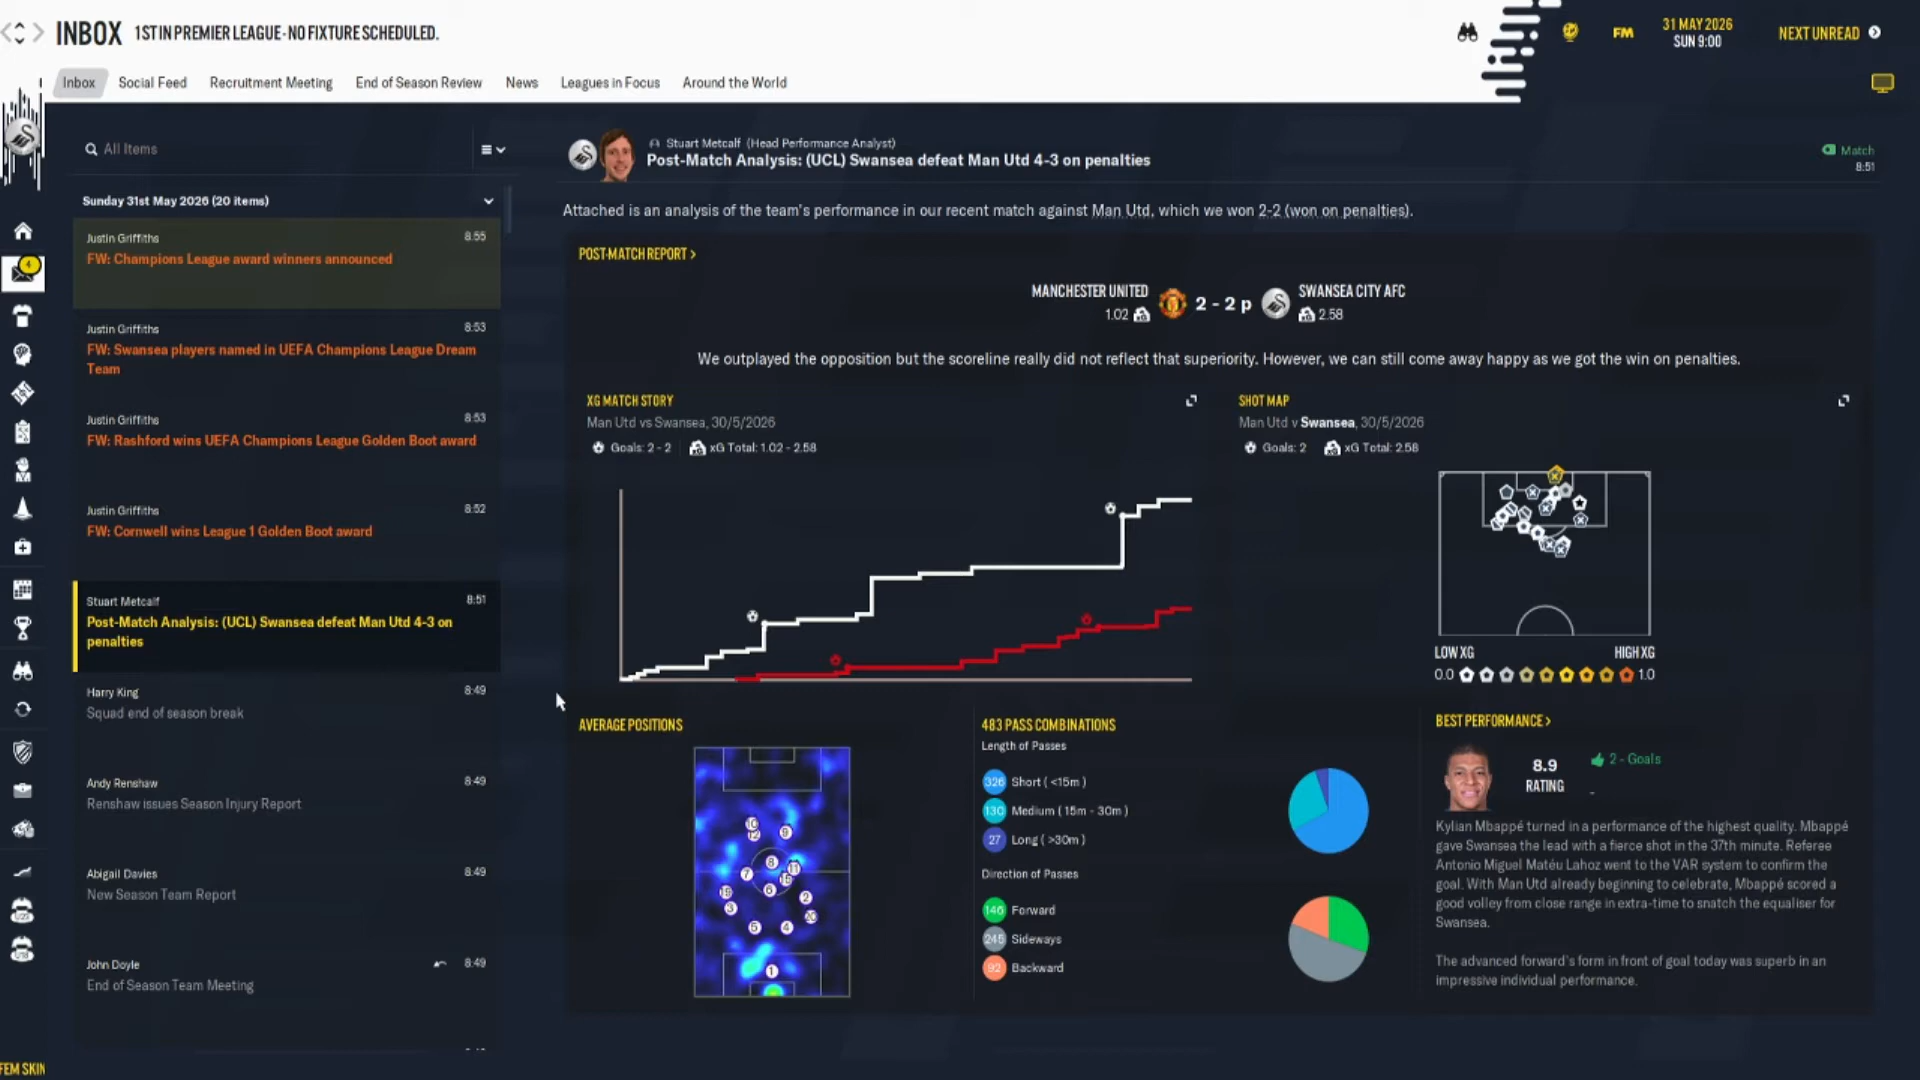 INBOX
1ST IN PREMIER LEAGUE - NO FIXTURE SCHEDULED.
FM
31 MAY 2026
SUN 9:00
NEXT UNREAD
Inbox
Social Feed
Recruitment Meeting
End of Season Review
News
Leagues in Focus
Around the World
All Items
Sunday 31st May 2026 (20 items)
4
Justin Griffiths
8:55
FW: Champions League award winners announced
Justin Griffiths
8:53
FW: Swansea players named in UEFA Champions League Dream
Team
Justin Griffiths
8:53
FW: Rashford wins UEFA Champions League Golden Boot award
Justin Griffiths
8:52
FW: Cornwell wins League 1 Golden Boot award
Stuart Metcalf
8:51
Post-Match Analysis: (UCL) Swansea defeat Man Utd 4-3 on
penalties
Harry King
8:49
Squad end of season break
Andy Renshaw
8:49
Renshaw issues Season Injury Report
Abigail Davies
8:49
New Season Team Report
John Doyle
8:49
End of Season Team Meeting
FEM SKIN
Stuart Metcalf (Head Performance Analyst)
Post-Match Analysis: (UCL) Swansea defeat Man Utd 4-3 on penalties
Match
8:51
Attached is an analysis of the team's performance in our recent match against Man Utd, which we won 2-2 (won on penalties).
POST-MATCH REPORT >
MANCHESTER UNITED
1.02
2 - 2 p
SWANSEA CITY AFC
2.58
We outplayed the opposition but the scoreline really did not reflect that superiority. However, we can still come away happy as we got the win on penalties.
XG MATCH STORY
Man Utd vs Swansea, 30/5/2026
Goals: 2 - 2
xG Total: 1.02 - 2.58
SHOT MAP
Man Utd v Swansea, 30/5/2026
Goals: 2
xG Total: 2.58
LOW XG
HIGH XG
0.0
1.0
AVERAGE POSITIONS
10
12
9
8
11
7
6
19
2
3
20
5
4
1
483 PASS COMBINATIONS
Length of Passes
326 Short ( <15m )
130 Medium ( 15m - 30m )
27 Long ( >30m )
Direction of Passes
146 Forward
245 Sideways
92 Backward
BEST PERFORMANCE >
8.9
RATING
2 - Goals
-
Kylian Mbappé turned in a performance of the highest quality. Mbappé
gave Swansea the lead with a fierce shot in the 37th minute. Referee
Antonio Miguel Matéu Lahoz went to the VAR system to confirm the
goal. With Man Utd already beginning to celebrate, Mbappé scored a
good volley from close range in extra-time to snatch the equaliser for
Swansea.
The advanced forward's form in front of goal today was superb in an
impressive individual performance.